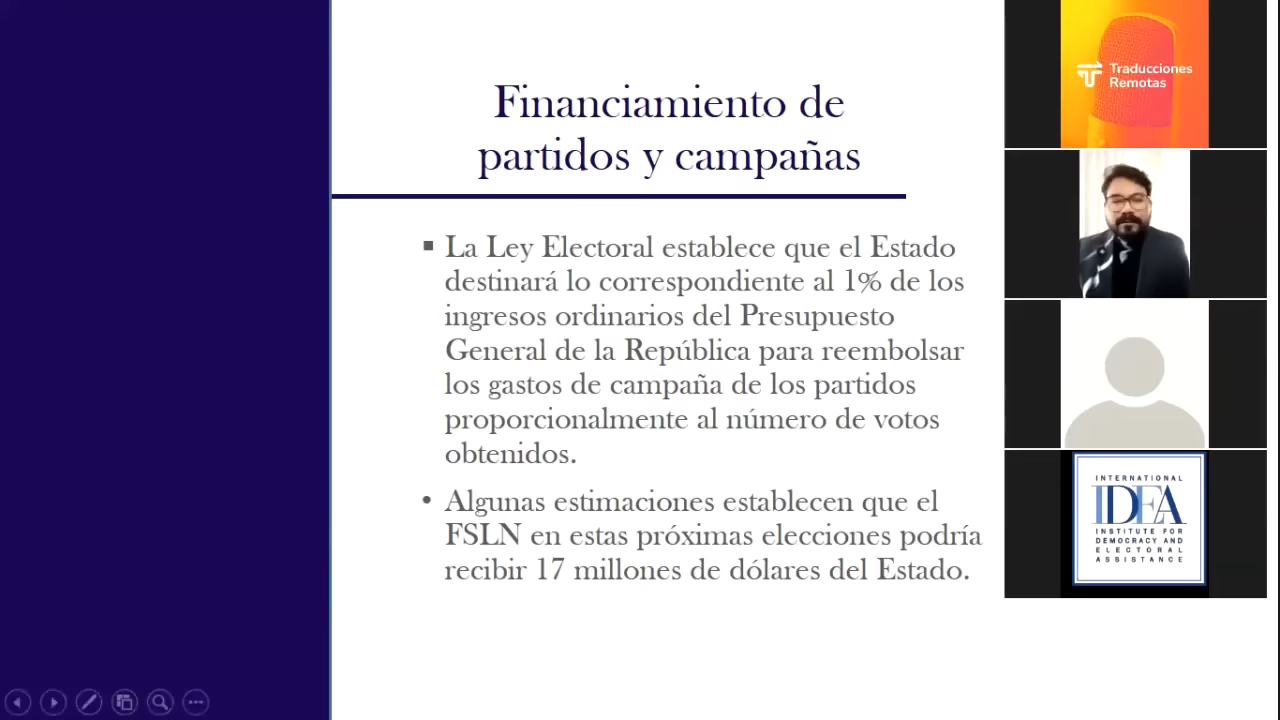 Financiamiento de
partidos y campañas
▪ La Ley Electoral establece que el Estado
destinará lo correspondiente al 1% de los
ingresos ordinarios del Presupuesto
General de la República para reembolsar
los gastos de campaña de los partidos
proporcionalmente al número de votos
obtenidos.
• Algunas estimaciones establecen que el
FSLN en estas próximas elecciones podría
recibir 17 millones de dólares del Estado.
Traducciones
Remotas
INTERNATIONAL
IDEA
INSTITUTE FOR
DEMOCRACY AND
ELECTORAL
ASSISTANCE